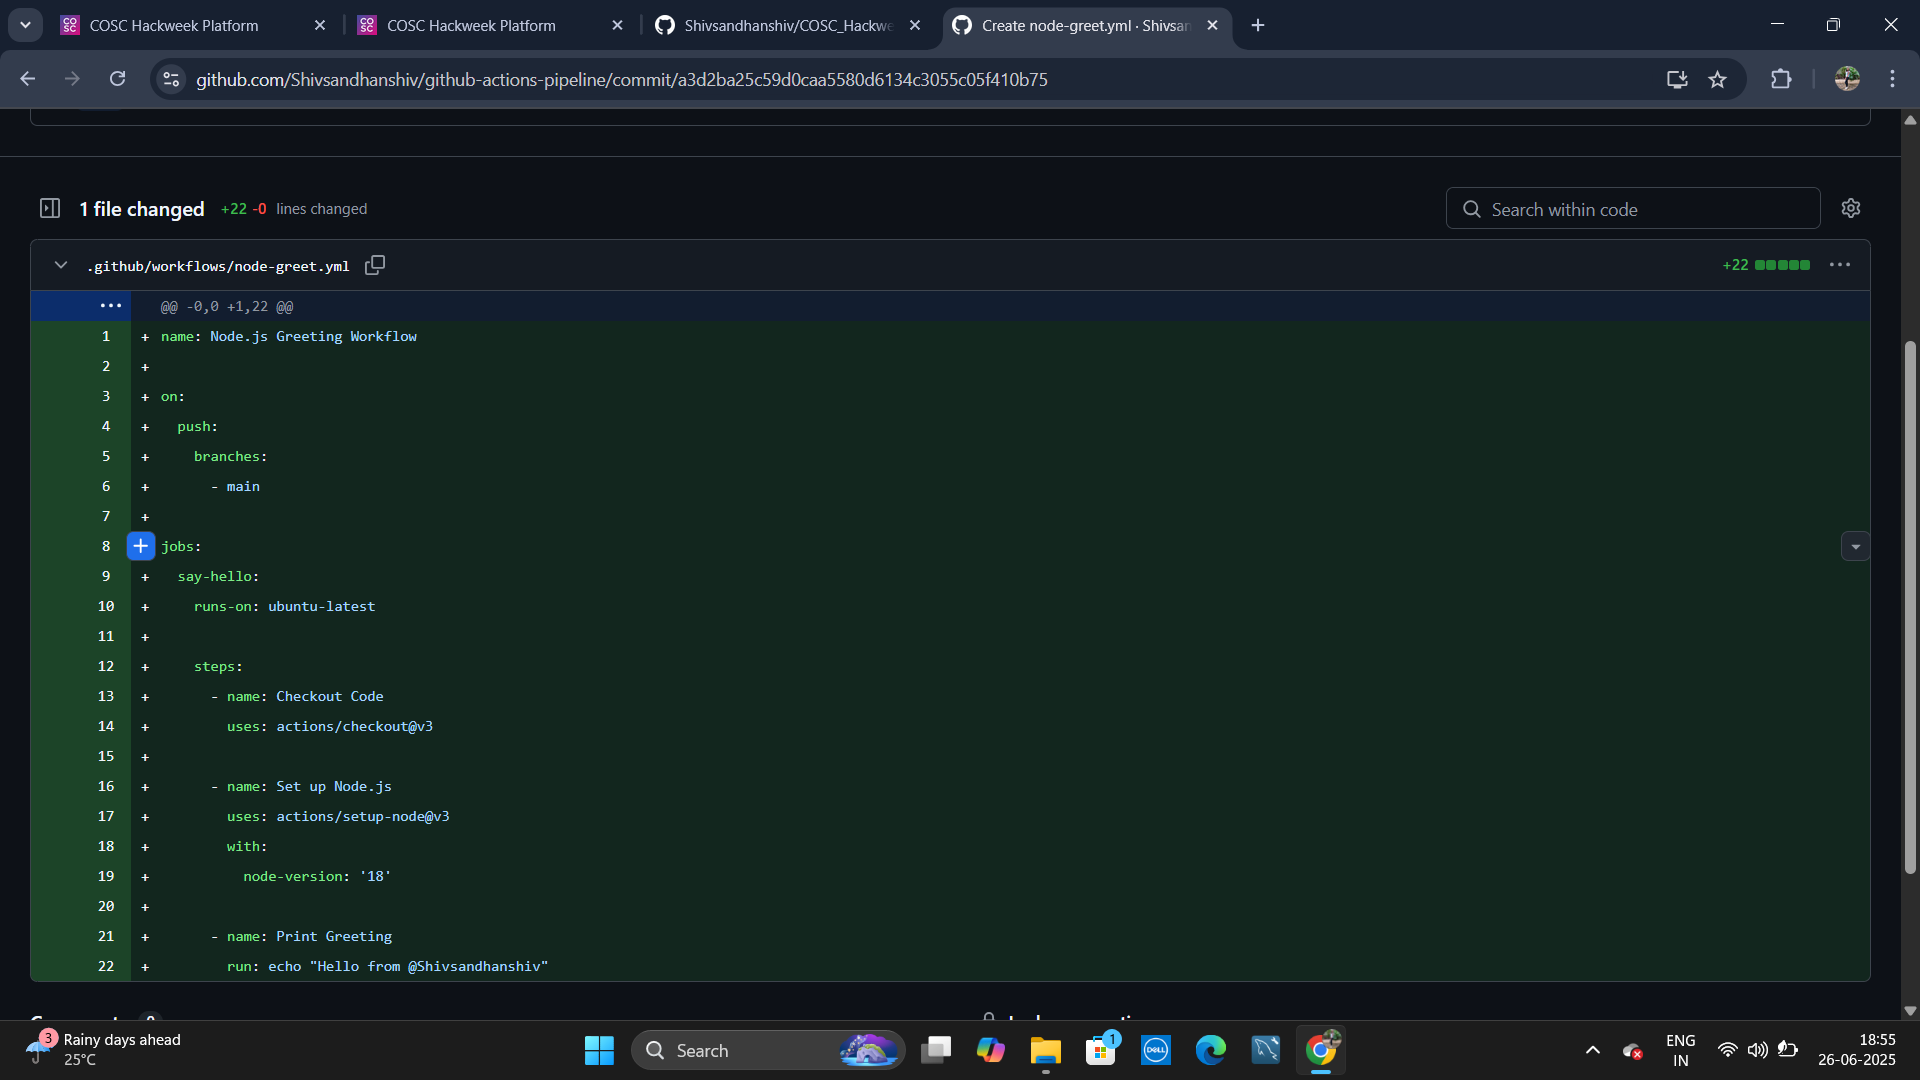 COSC Hackweek Platform
COSC Hackweek Platform
Shivsandhanshiv/COSC_Hackwe
Create node-greet.yml · Shivsan
github.com/Shivsandhanshiv/github-actions-pipeline/commit/a3d2ba25c59d0caa5580d6134c3055c05f410b75
1 file changed +22 -0 lines changed
Search within code
.github/workflows/node-greet.yml
+22
@@ -0,0 +1,22 @@
1 + name: Node.js Greeting Workflow
2 +
3 + on:
4 + push:
5 + branches:
6 + - main
7 +
8 + jobs:
9 + say-hello:
10 + runs-on: ubuntu-latest
11 +
12 + steps:
13 + - name: Checkout Code
14 + uses: actions/checkout@v3
15 +
16 + - name: Set up Node.js
17 + uses: actions/setup-node@v3
18 + with:
19 + node-version: '18'
20 +
21 + - name: Print Greeting
22 + run: echo "Hello from @Shivsandhanshiv"
3
Rainy days ahead
25°C
Search
1
DELL
ENG
IN
18:55
26-06-2025